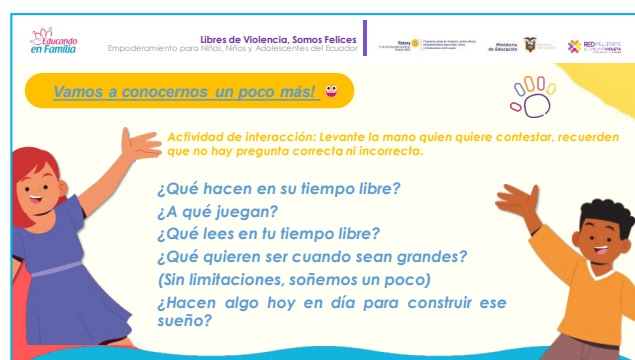 Educando
en Familia
Libres de Violencia, Somos Felices
Empoderamiento para Niñas, Niños y Adolescentes del Ecuador
Rotary
Ministerio
de Educación
RED MUJERES
Vamos a conocernos un poco más!
Actividad de interacción: Levante la mano quien quiere contestar, recuerden
que no hay pregunta correcta ni incorrecta.
¿Qué hacen en su tiempo libre?
¿A qué juegan?
¿Qué lees en tu tiempo libre?
¿Qué quieren ser cuando sean grandes?
(Sin limitaciones, soñemos un poco)
¿Hacen algo hoy en día para construir ese
sueño?